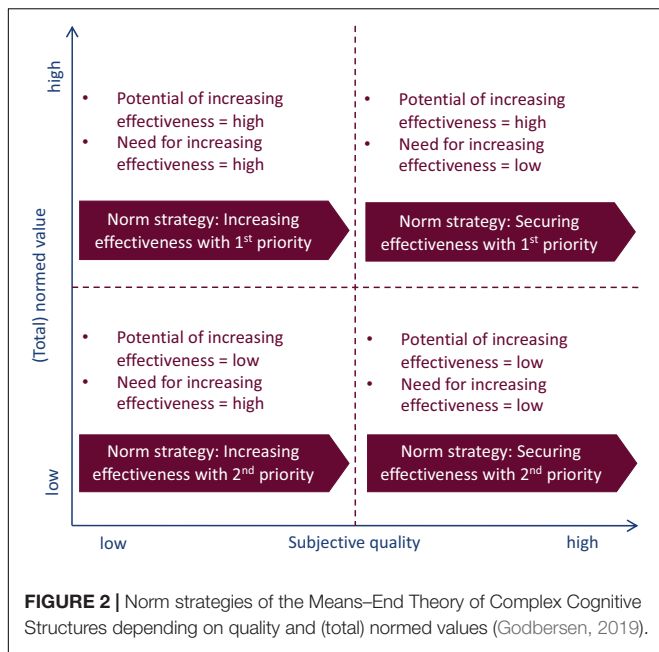 high
(Total) normed value
low
• Potential of increasing
effectiveness = high
• Need for increasing
effectiveness = high
Norm strategy: Increasing
effectiveness with 1st priority
• Potential of increasing
effectiveness = high
• Need for increasing
effectiveness = low
Norm strategy: Securing
effectiveness with 1st priority
• Potential of increasing
effectiveness = low
• Need for increasing
effectiveness = high
Norm strategy: Increasing
effectiveness with 2nd priority
• Potential of increasing
effectiveness = low
• Need for increasing
effectiveness = low
Norm strategy: Securing
effectiveness with 2nd priority
low
Subjective quality
high
FIGURE 2 | Norm strategies of the Means–End Theory of Complex Cognitive
Structures depending on quality and (total) normed values (Godbersen, 2019).